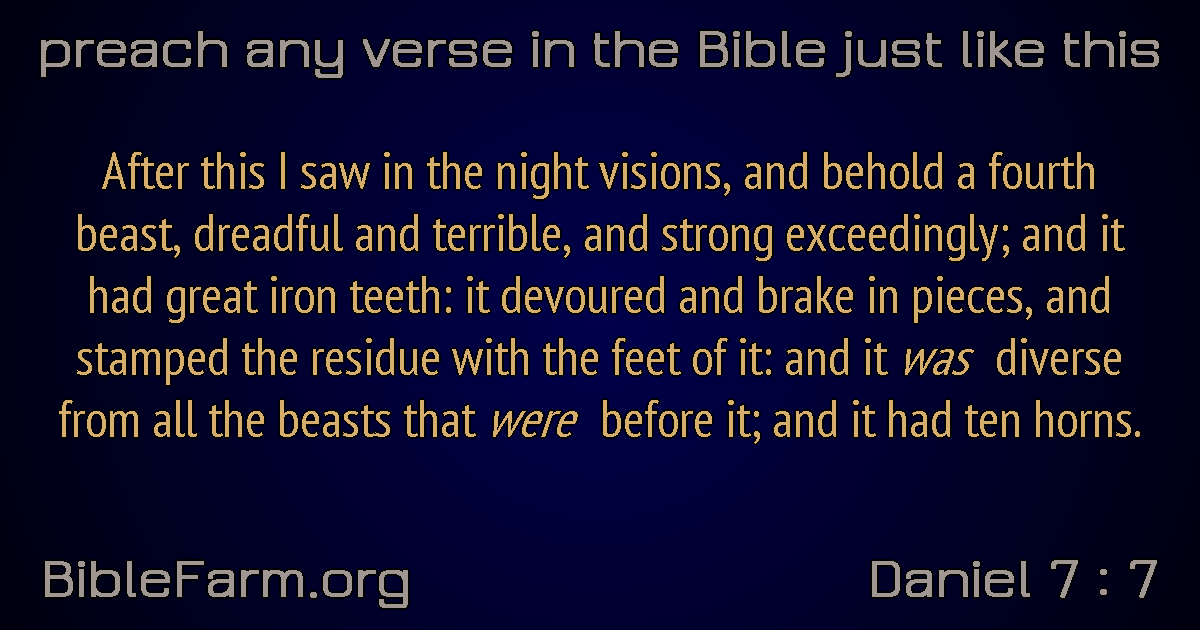 preach any verse in the Bible just like this
After this I saw in the night visions, and behold a fourth
beast, dreadful and terrible, and strong exceedingly; and it
had great iron teeth: it devoured and brake in pieces, and
stamped the residue with the feet of it: and it was diverse
from all the beasts that were before it; and it had ten horns.
BibleFarm.org
Daniel 7 : 7